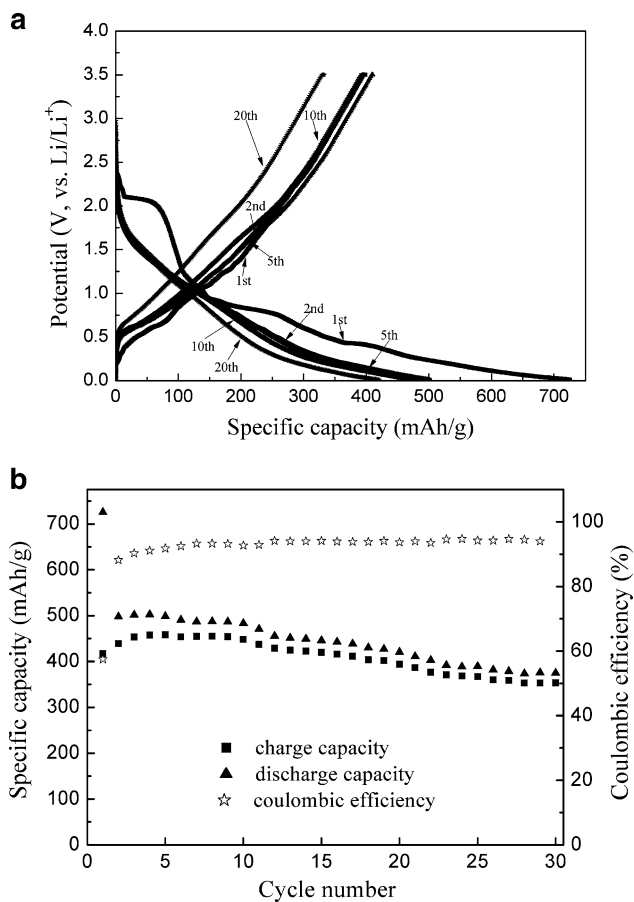 a
4.0
3.5
3.0
2.5
2.0
1.5
1.0
0.5
0.0
Potential (V, vs. Li/Li+)
20th
10th
2nd
5th
1st
2nd
1st
5th
10th
20th
0 100 200 300 400 500 600 700
Specific capacity (mAh/g)
b
700
600
500
400
300
200
100
0
Specific capacity (mAh/g)
100
80
60
40
20
0
Coulombic efficiency (%)
charge capacity
discharge capacity
coulombic efficiency
0 5 10 15 20 25 30
Cycle number